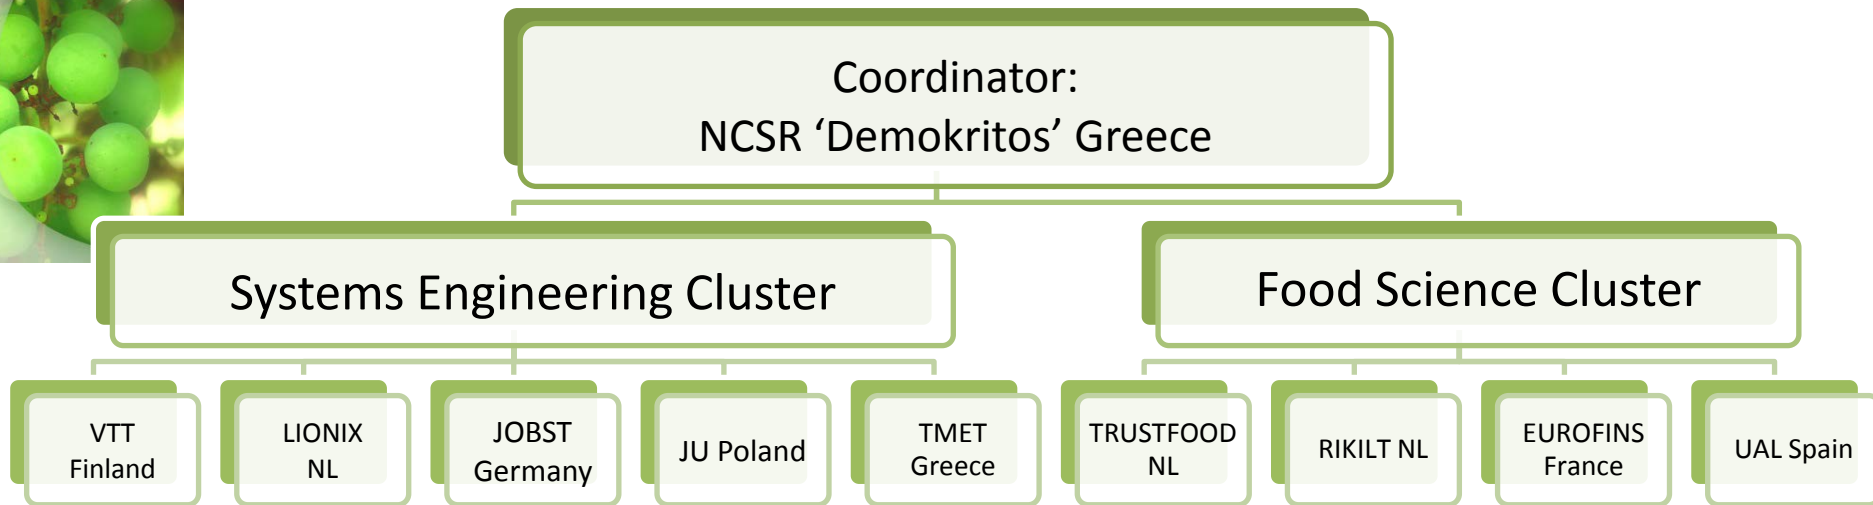 Coordinator:
NCSR ‘Demokritos’ Greece
Systems Engineering Cluster
Food Science Cluster
VTT
Finland
LIONIX
NL
JOBST
Germany
JU Poland
TMET
Greece
TRUSTFOOD
NL
RIKILT NL
EUROFINS
France
UAL Spain